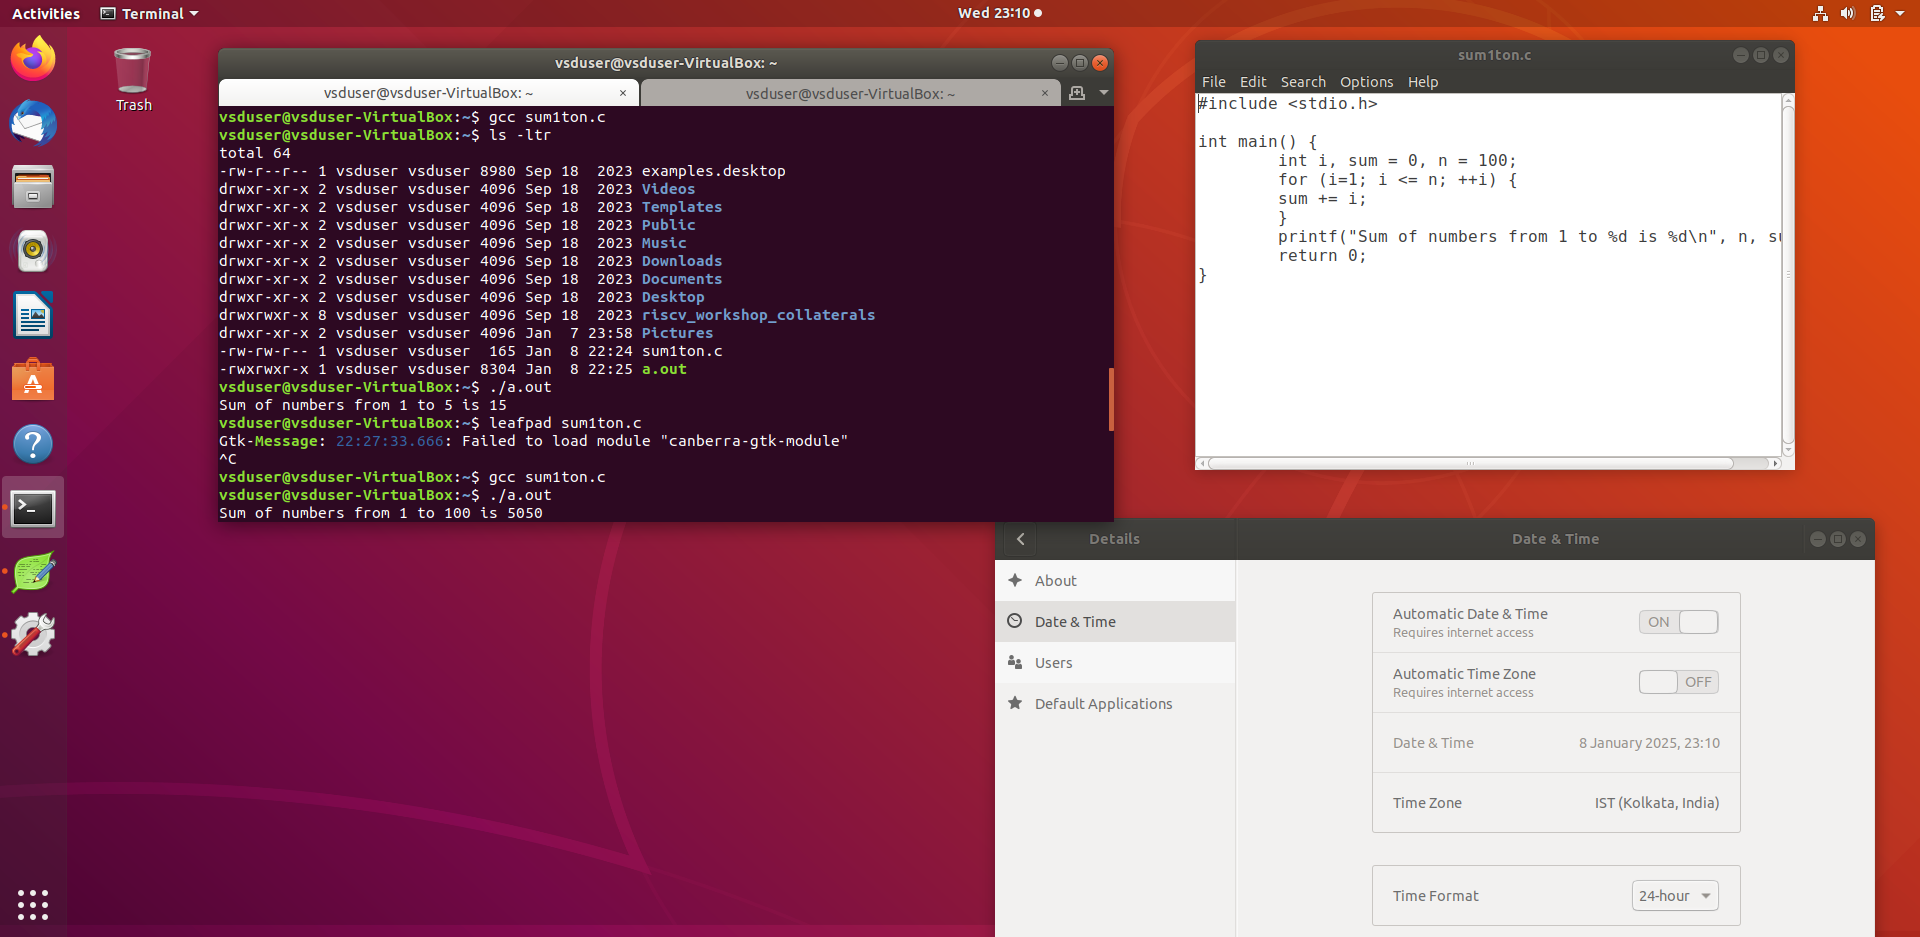 Activities
Terminal
Wed 23:10
Trash
vsduser@vsduser-VirtualBox: ~
vsduser@vsduser-VirtualBox: ~
vsduser@vsduser-VirtualBox: ~
vsduser@vsduser-VirtualBox:~$ gcc sum1ton.c
vsduser@vsduser-VirtualBox:~$ ls -ltr
total 64
-rw-r--r-- 1 vsduser vsduser 8980 Sep 18  2023 examples.desktop
drwxr-xr-x 2 vsduser vsduser 4096 Sep 18  2023 Videos
drwxr-xr-x 2 vsduser vsduser 4096 Sep 18  2023 Templates
drwxr-xr-x 2 vsduser vsduser 4096 Sep 18  2023 Public
drwxr-xr-x 2 vsduser vsduser 4096 Sep 18  2023 Music
drwxr-xr-x 2 vsduser vsduser 4096 Sep 18  2023 Downloads
drwxr-xr-x 2 vsduser vsduser 4096 Sep 18  2023 Documents
drwxr-xr-x 2 vsduser vsduser 4096 Sep 18  2023 Desktop
drwxrwxr-x 8 vsduser vsduser 4096 Sep 18  2023 riscv_workshop_collaterals
drwxr-xr-x 2 vsduser vsduser 4096 Jan  7 23:58 Pictures
-rw-rw-r-- 1 vsduser vsduser  165 Jan  8 22:24 sum1ton.c
-rwxrwxr-x 1 vsduser vsduser 8304 Jan  8 22:25 a.out
vsduser@vsduser-VirtualBox:~$ ./a.out
Sum of numbers from 1 to 5 is 15
vsduser@vsduser-VirtualBox:~$ leafpad sum1ton.c
Gtk-Message: 22:27:33.666: Failed to load module "canberra-gtk-module"
^C
vsduser@vsduser-VirtualBox:~$ gcc sum1ton.c
vsduser@vsduser-VirtualBox:~$ ./a.out
Sum of numbers from 1 to 100 is 5050
sum1ton.c
File Edit Search Options Help
#include <stdio.h>
int main() {
int i, sum = 0, n = 100;
for (i=1; i <= n; ++i) {
sum += i;
}
printf("Sum of numbers from 1 to %d is %d\n", n, su
return 0;
}
Details
Date & Time
About
Date & Time
Users
Default Applications
Automatic Date & Time
Requires internet access
ON
Automatic Time Zone
Requires internet access
OFF
Date & Time
8 January 2025, 23:10
Time Zone
IST (Kolkata, India)
Time Format
24-hour